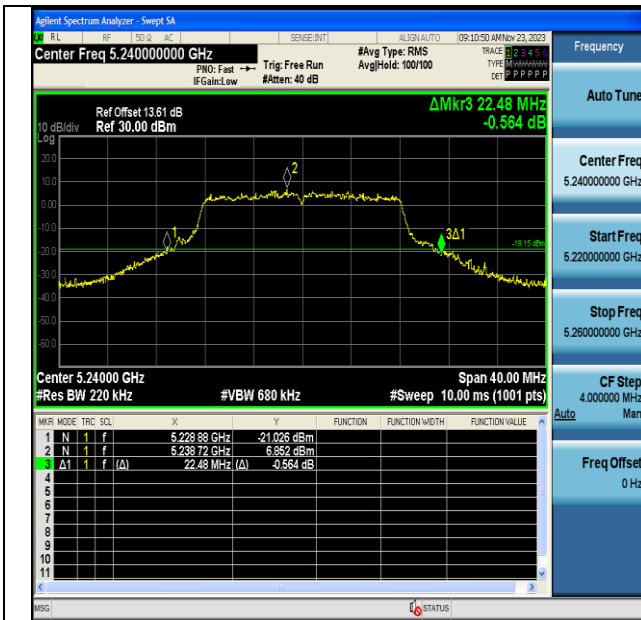 Agilent Spectrum Analyzer - Swept SA
RL RF 50 Ω AC SENSE:INT ALIGN AUTO 09:10:50 AM Nov 23, 2023
Center Freq 5.240000000 GHz
PNO: Fast
IFGain:Low
Trig: Free Run
#Atten: 40 dB
#Avg Type: RMS
Avg|Hold: 100/100
TRACE 1 2 3 4 5 6
TYPE MWWWWW
DET P P P P P P
Ref Offset 13.61 dB
10 dB/div Ref 30.00 dBm
Log
ΔMkr3 22.48 MHz
-0.564 dB
20.0
10.0
0.00
-10.0
-20.0
-30.0
-40.0
-50.0
-60.0
1
2
3Δ1
-19.15 dBm
Center 5.24000 GHz Span 40.00 MHz
#Res BW 220 kHz #VBW 680 kHz #Sweep 10.00 ms (1001 pts)
MKR MODE TRC SCL X Y FUNCTION FUNCTION WIDTH FUNCTION VALUE
1 N 1 f 5.228 88 GHz -21.026 dBm
2 N 1 f 5.238 72 GHz 6.852 dBm
3 Δ1 1 f (Δ) 22.48 MHz (Δ) -0.564 dB
4
5
6
7
8
9
10
11
MSG STATUS
Frequency
Auto Tune
Center Freq
5.240000000 GHz
Start Freq
5.220000000 GHz
Stop Freq
5.260000000 GHz
CF Step
4.000000 MHz
Auto Man
Freq Offset
0 Hz